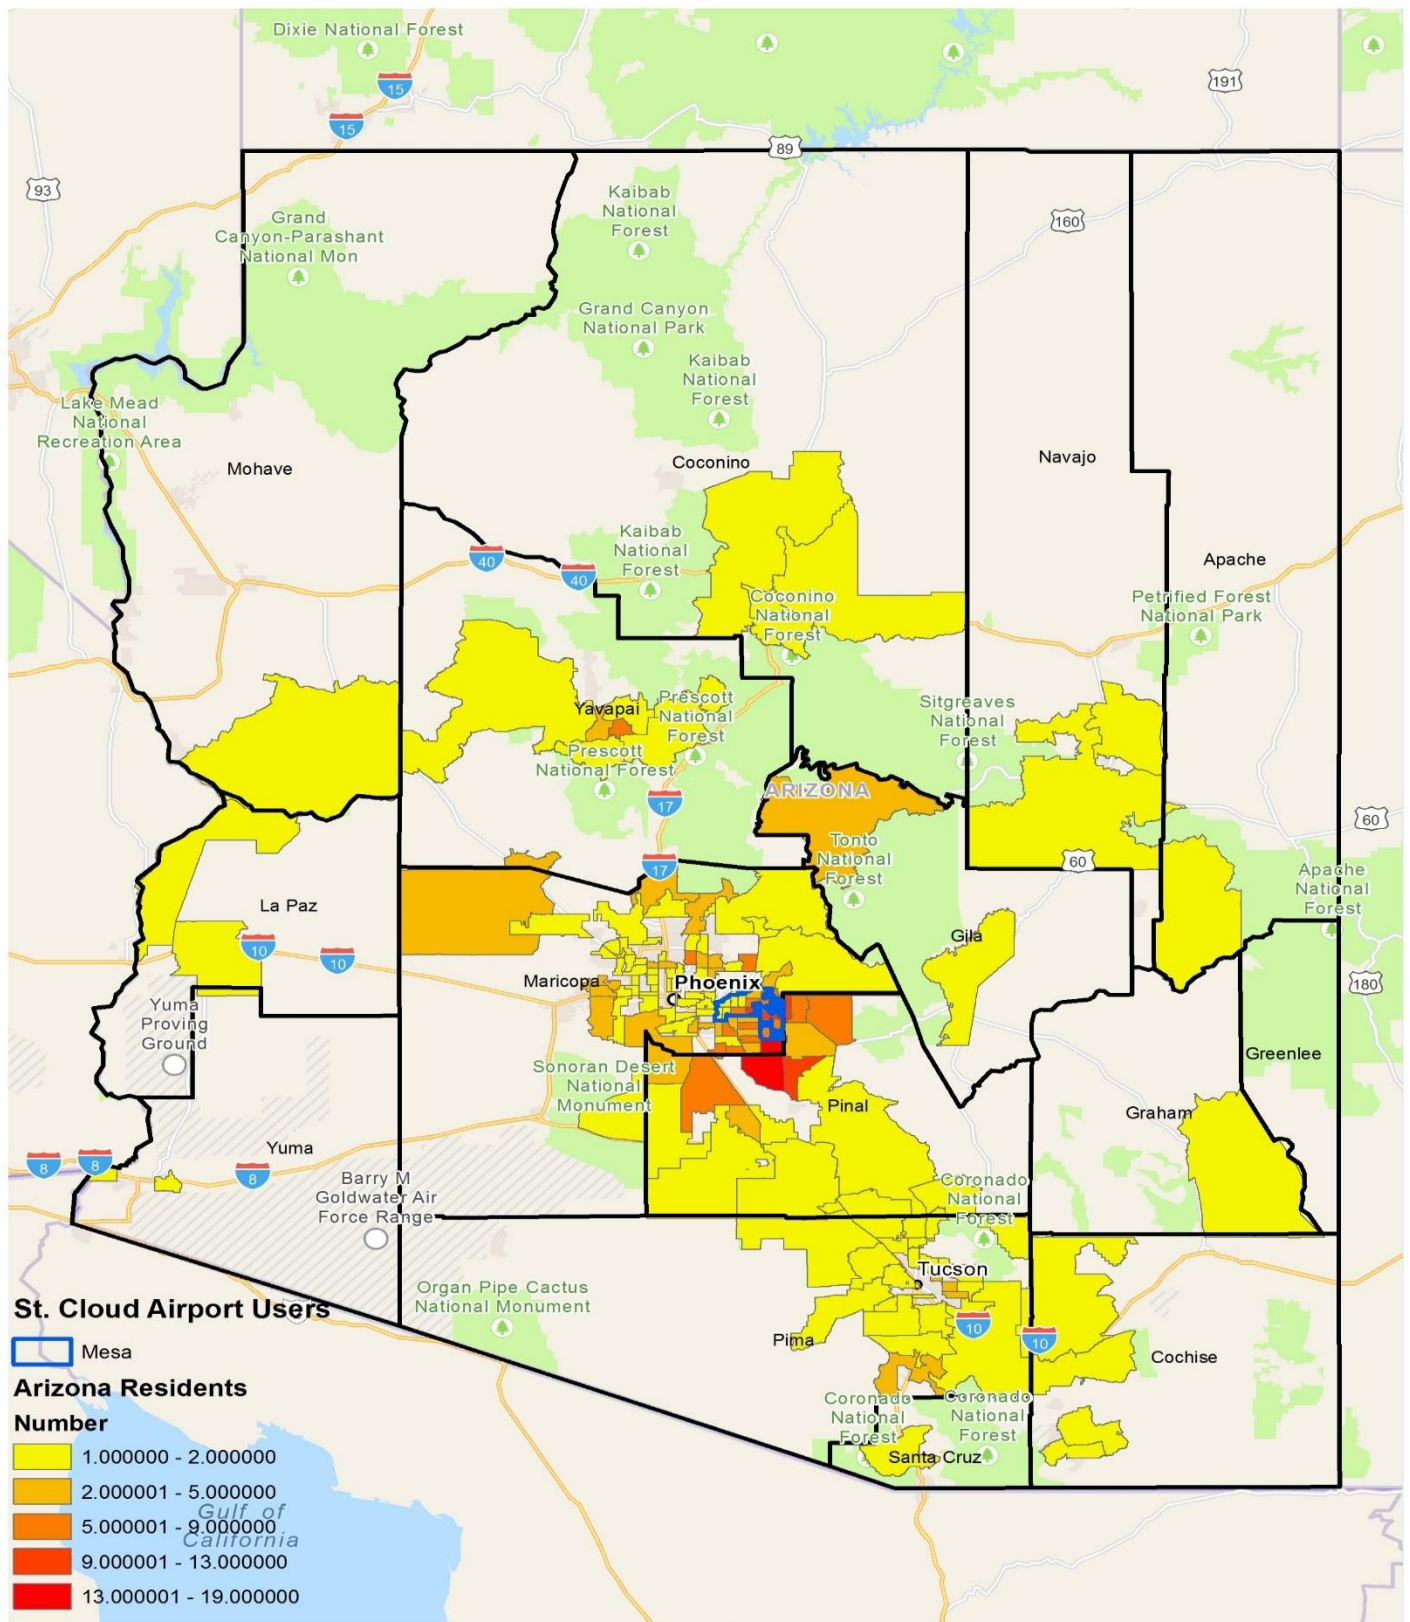 Dixie National Forest
15
15
191
93
89
160
Kaibab
National
Forest
Grand
Canyon-Parashant
National Mon
Grand Canyon
National Park
Kaibab
National
Forest
Lake Mead
National
Recreation Area
Mohave
Coconino
Navajo
Kaibab
National
Forest
40
40
Apache
Coconino
National
Forest
Petrified Forest
National Park
Yavapai
Prescott
National
Forest
Sitgreaves
National
Forest
Prescott
National Forest
17
ARIZONA
60
Tonto
National
Forest
17
60
Apache
National
Forest
La Paz
10
10
Gila
Maricopa
Phoenix
180
Yuma
Proving
Ground
Sonoran Desert
National
Monument
Greenlee
Pinal
Graham
Yuma
8
8
8
Barry M
Goldwater Air
Force Range
Coronado
National
Forest
Tucson
Organ Pipe Cactus
National Monument
10
10
Pima
Cochise
Coronado
National
Forest
Coronado
National
Forest
Santa Cruz
St. Cloud Airport Users
Mesa
Arizona Residents
Number
1.000000 - 2.000000
2.000001 - 5.000000
Gulf of
California
5.000001 - 9.000000
9.000001 - 13.000000
13.000001 - 19.000000